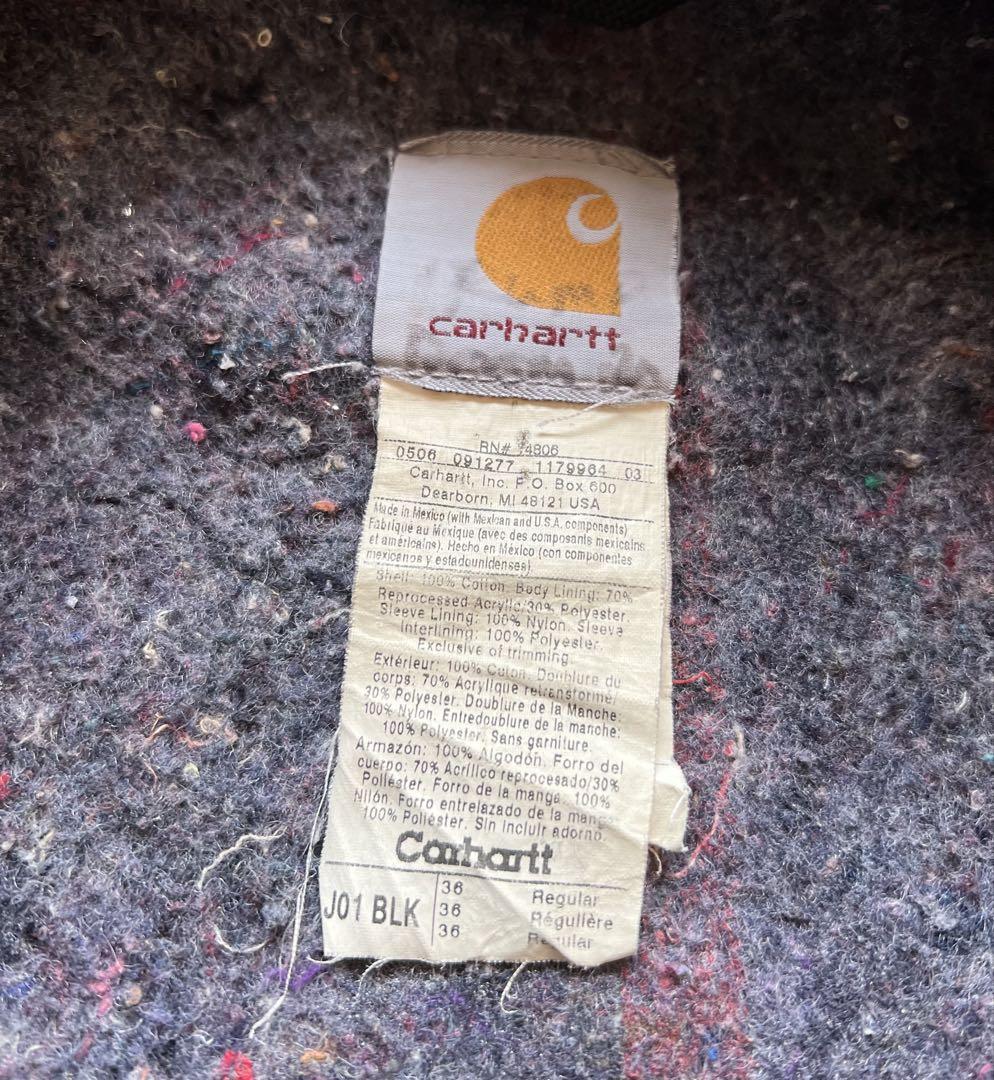 carhartt
RN# 14806
0506 091277 1179964 03
Carhartt, Inc. P.O. Box 600
Dearborn, MI 48121 USA
Made in Mexico (with Mexican and U.S.A. components)
Fabriqué au Mexique (avec des composants mexicains
et américains). Hecho en México (con componentes
mexicanos y estadounidenses).
Shell: 100% Cotton. Body Lining: 70%
Reprocessed Acrylic/30% Polyester.
Sleeve Lining: 100% Nylon. Sleeve
Interlining: 100% Polyester.
Exclusive of trimming.
Extérieur: 100% Coton. Doublure du
corps: 70% Acrylique retransformé/
30% Polyester. Doublure de la Manche:
100% Nylon. Entredoublure de la manche:
100% Polyester. Sans garniture.
Armazón: 100% Algodón. Forro del
cuerpo: 70% Acrílico reprocesado/30%
Poliéster. Forro de la manga: 100%
Nilón. Forro entrelazado de la manga:
100% Poliéster. Sin incluir adorno.
Carhartt
J01 BLK
36 Regular
36 Régulière
36 Regular